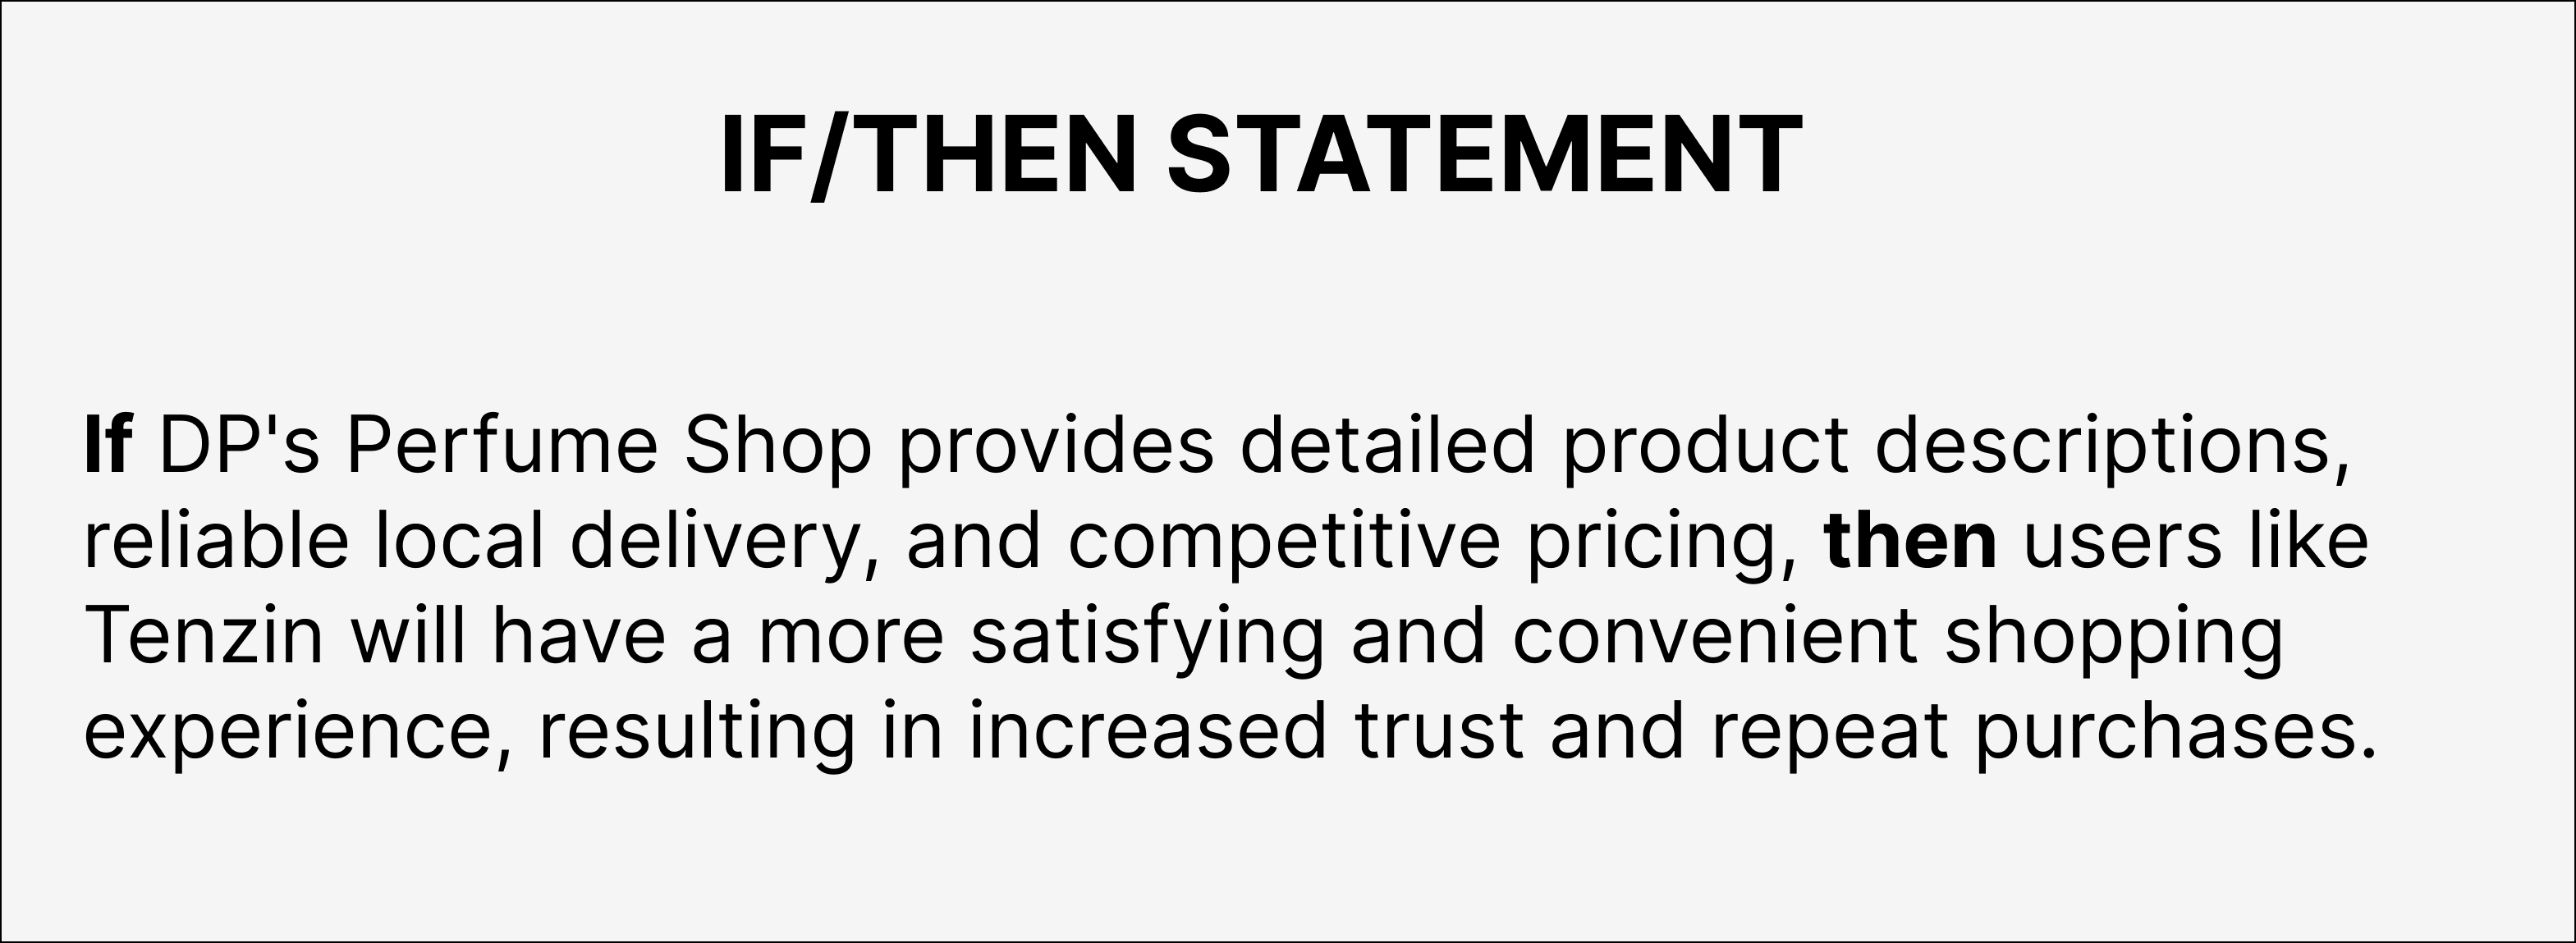 IF/THEN STATEMENT
If DP's Perfume Shop provides detailed product descriptions,
reliable local delivery, and competitive pricing, then users like
Tenzin will have a more satisfying and convenient shopping
experience, resulting in increased trust and repeat purchases.